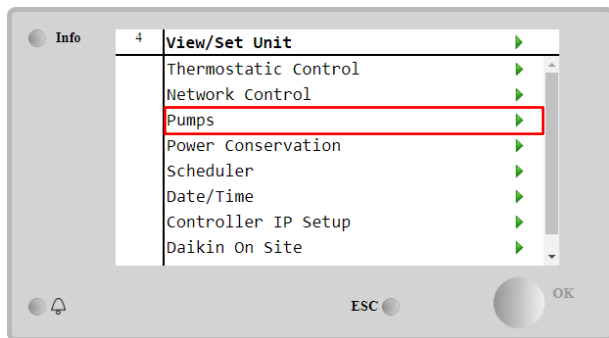 Info
4 View/Set Unit
Thermostatic Control
Network Control
Pumps
Power Conservation
Scheduler
Date/Time
Controller IP Setup
Daikin On Site
ESC
OK